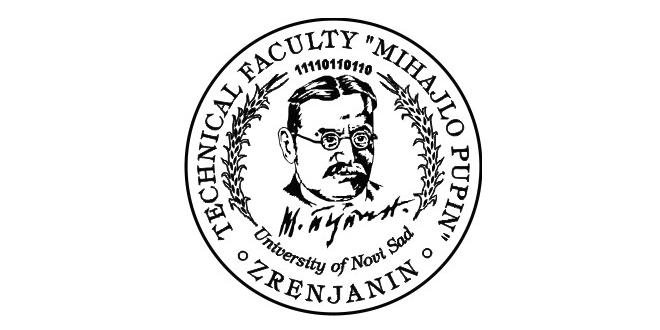 TECHNICAL FACULTY "MIHAJLO PUPIN"
11110110110
University of Novi Sad
◦ ZRENJANIN ◦